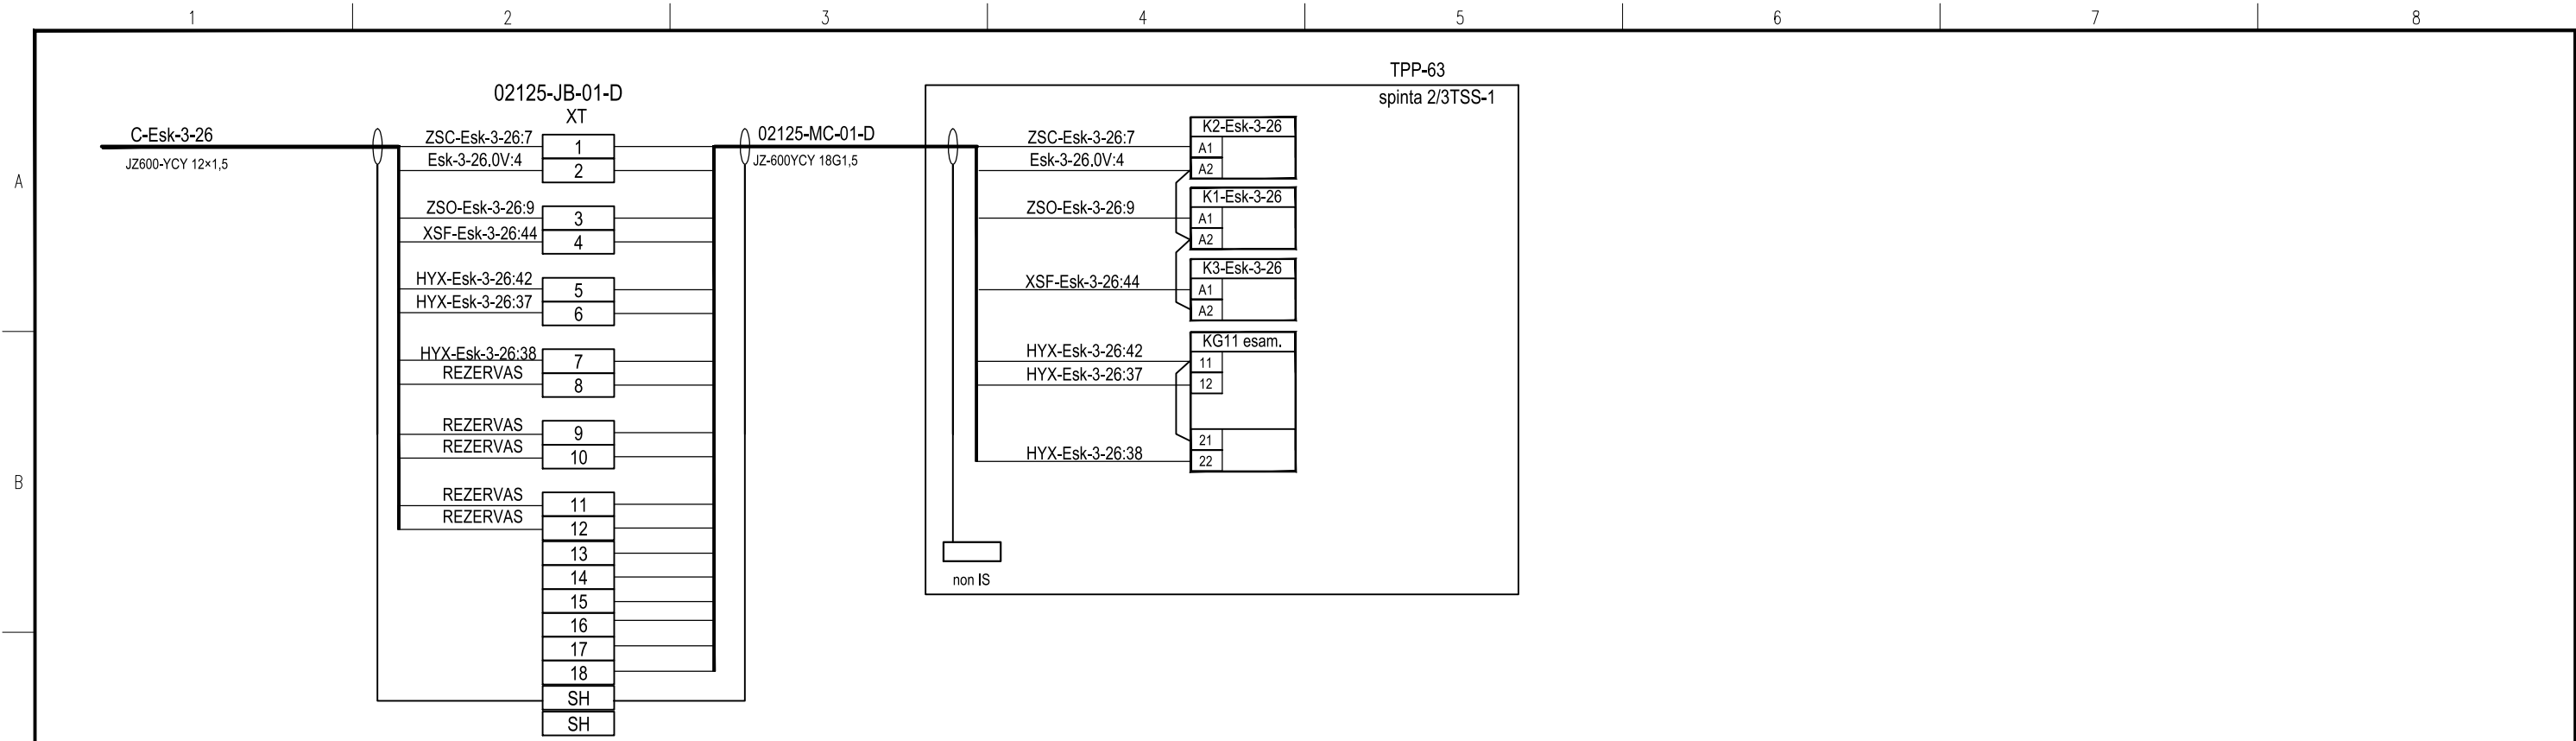 1 2 3 4 5 6 7 8
A
B
C-Esk-3-26
JZ600-YCY 12×1,5
02125-JB-01-D
XT
ZSC-Esk-3-26:7 1
Esk-3-26,0V:4 2
ZSO-Esk-3-26:9 3
XSF-Esk-3-26:44 4
HYX-Esk-3-26:42 5
HYX-Esk-3-26:37 6
HYX-Esk-3-26:38 7
REZERVAS 8
REZERVAS 9
REZERVAS 10
REZERVAS 11
REZERVAS 12
13
14
15
16
17
18
SH
SH
02125-MC-01-D
JZ-600YCY 18G1,5
TPP-63
spinta 2/3TSS-1
K2-Esk-3-26
ZSC-Esk-3-26:7 A1
Esk-3-26,0V:4 A2
K1-Esk-3-26
ZSO-Esk-3-26:9 A1
A2
K3-Esk-3-26
XSF-Esk-3-26:44 A1
A2
KG11 esam.
HYX-Esk-3-26:42 11
HYX-Esk-3-26:37 12
21
HYX-Esk-3-26:38 22
non IS